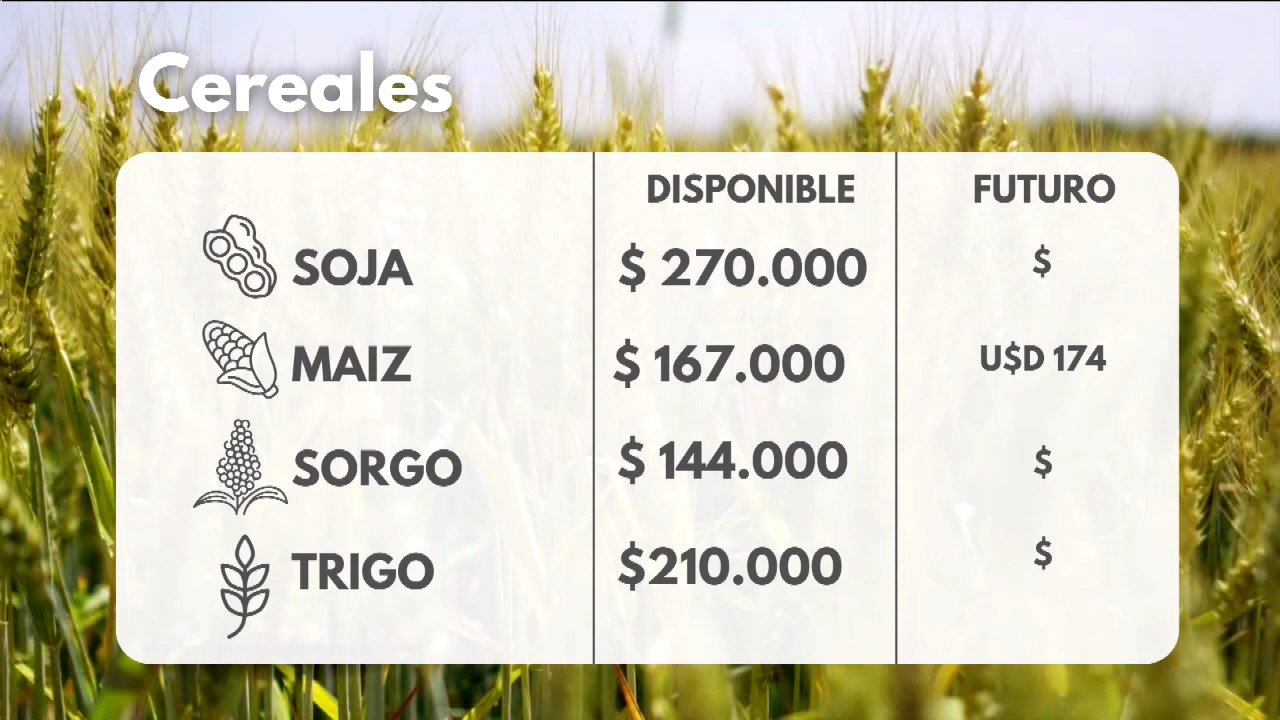 Cereales
DISPONIBLE FUTURO
SOJA $ 270.000 $
MAIZ $ 167.000 U$D 174
SORGO $ 144.000 $
TRIGO $210.000 $